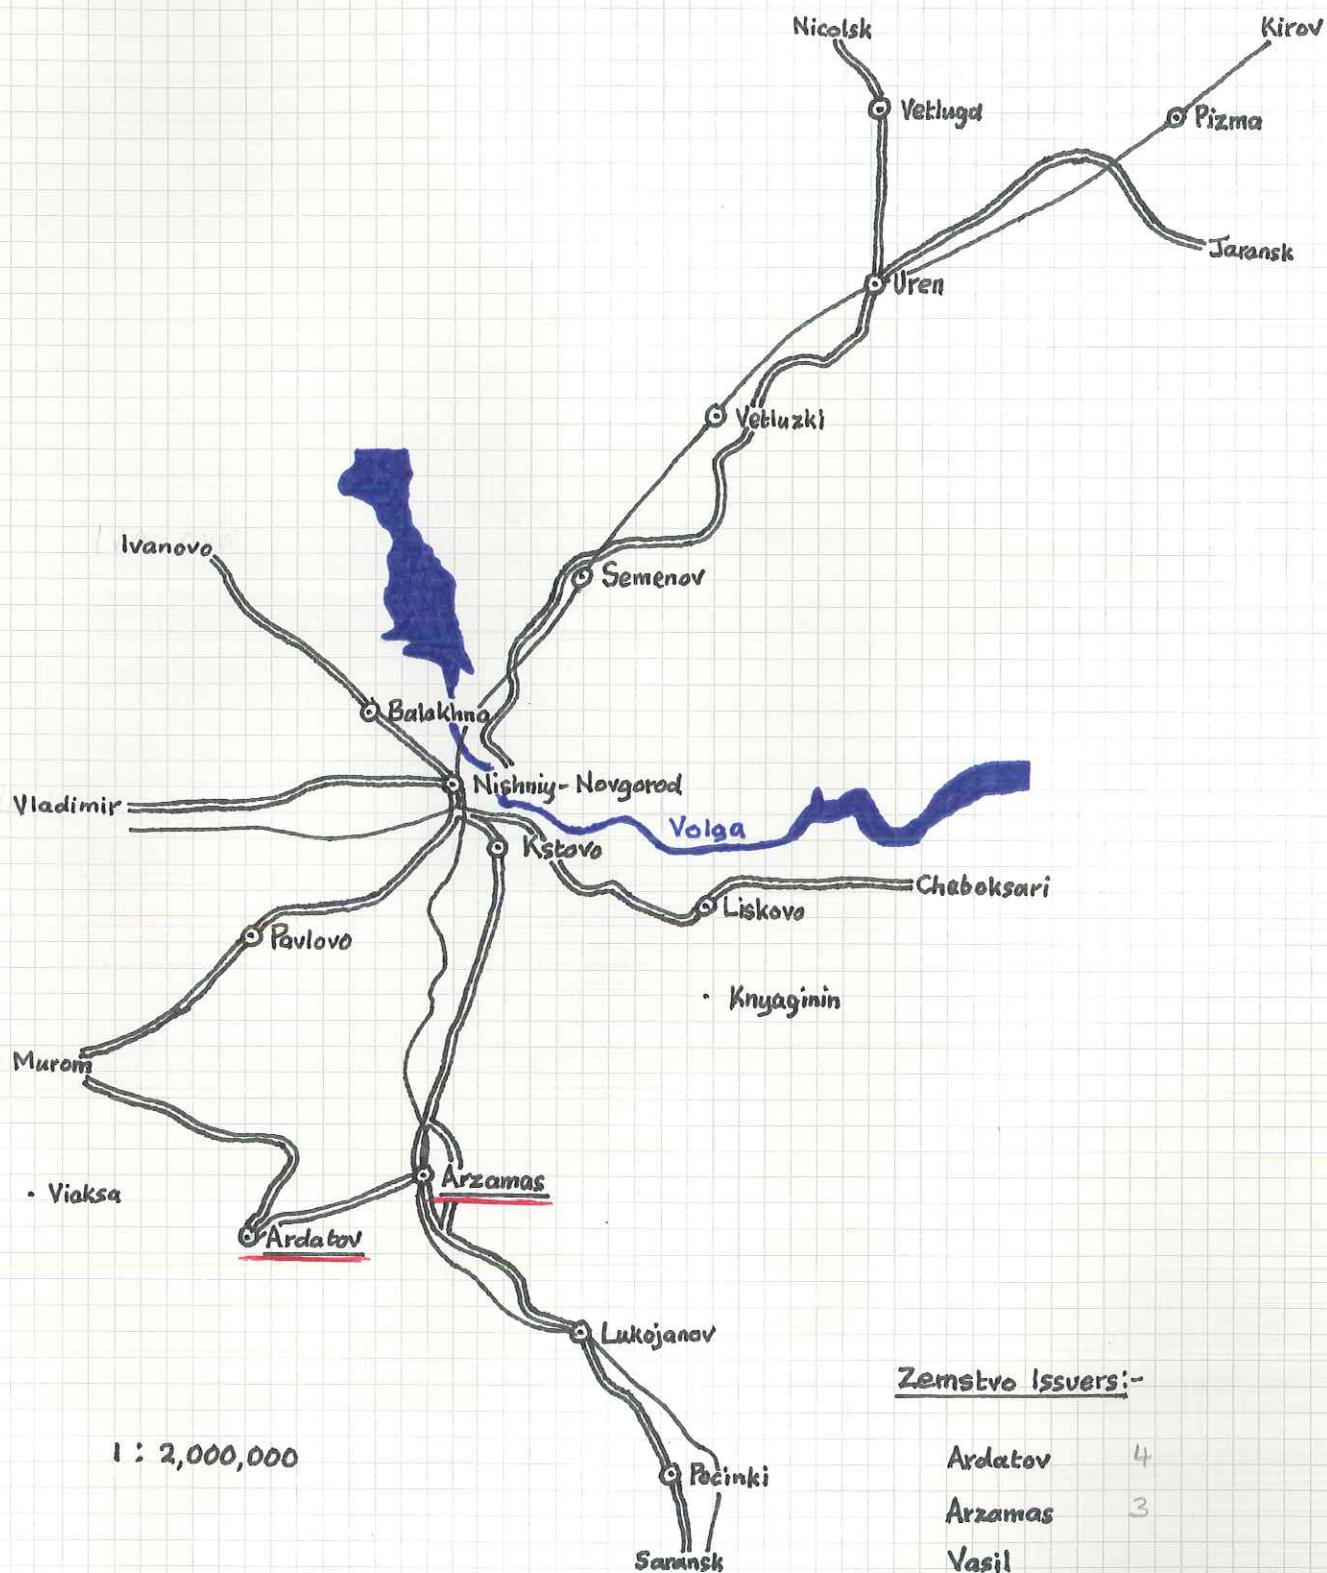 Nicolsk
Kirov
Vetluga
Pizma
Jaransk
Uren
Vetluzki
Ivanovo
Semenov
Balakhna
Nishniy-Novgorod
Vladimir
Volga
Kstovo
Cheboksari
Liskovo
Pavlovo
Knyaginin
Murom
Arzamas
Viaksa
Ardatov
Lukojanov
Zemstvo Issuers:-
1 : 2,000,000
Ardatov 4
Pocinki
Arzamas 3
Vasil
Saransk